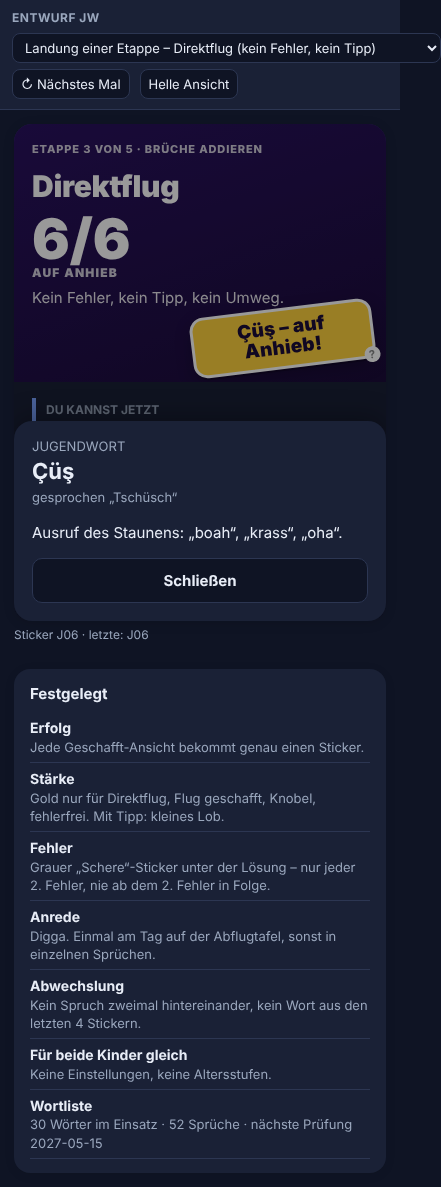 ENTWURF JW
Landung einer Etappe – Direktflug (kein Fehler, kein Tipp)
↻ Nächstes Mal
Helle Ansicht
ETAPPE 3 VON 5 · BRÜCHE ADDIEREN
Direktflug
6/6
AUF ANHIEB
Kein Fehler, kein Tipp, kein Umweg.
Çüş – auf
Anhieb!
?
DU KANNST JETZT
JUGENDWORT
Çüş
gesprochen „Tschüsch“
Ausruf des Staunens: „boah“, „krass“, „oha“.
Schließen
Sticker J06 · letzte: J06
Festgelegt
Erfolg
Jede Geschafft-Ansicht bekommt genau einen Sticker.
Stärke
Gold nur für Direktflug, Flug geschafft, Knobel,
fehlerfrei. Mit Tipp: kleines Lob.
Fehler
Grauer „Schere“-Sticker unter der Lösung – nur jeder
2. Fehler, nie ab dem 2. Fehler in Folge.
Anrede
Digga. Einmal am Tag auf der Abflugtafel, sonst in
einzelnen Sprüchen.
Abwechslung
Kein Spruch zweimal hintereinander, kein Wort aus den
letzten 4 Stickern.
Für beide Kinder gleich
Keine Einstellungen, keine Altersstufen.
Wortliste
30 Wörter im Einsatz · 52 Sprüche · nächste Prüfung
2027-05-15